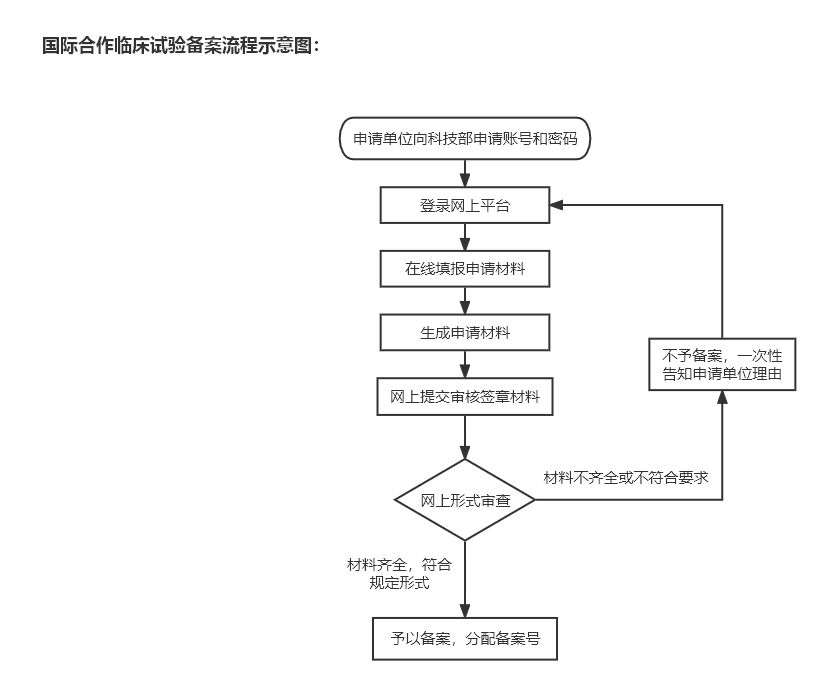 国际合作临床试验备案流程示意图：
申请单位向科技部申请账号和密码
登录网上平台
在线填报申请材料
生成申请材料
不予备案，一次性
告知申请单位理由
网上提交审核签章材料
材料不齐全或不符合要求
网上形式审查
材料齐全，符合
规定形式
予以备案，分配备案号